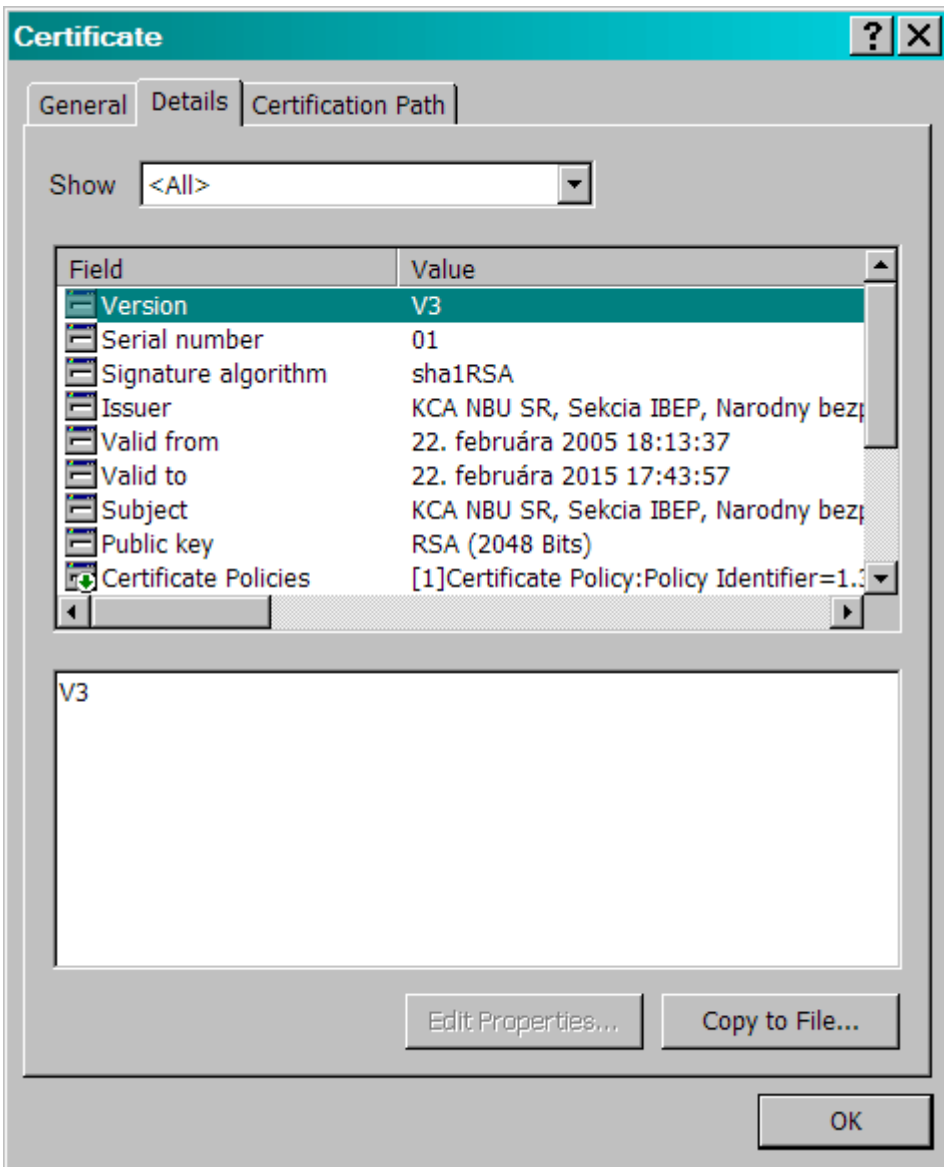 Certificate
General Details Certification Path
Show <All>
Field Value
Version V3
Serial number 01
Signature algorithm sha1RSA
Issuer KCA NBU SR, Sekcia IBEP, Narodny bezp
Valid from 22. februára 2005 18:13:37
Valid to 22. februára 2015 17:43:57
Subject KCA NBU SR, Sekcia IBEP, Narodny bezp
Public key RSA (2048 Bits)
Certificate Policies [1]Certificate Policy:Policy Identifier=1.3
V3
Edit Properties... Copy to File...
OK